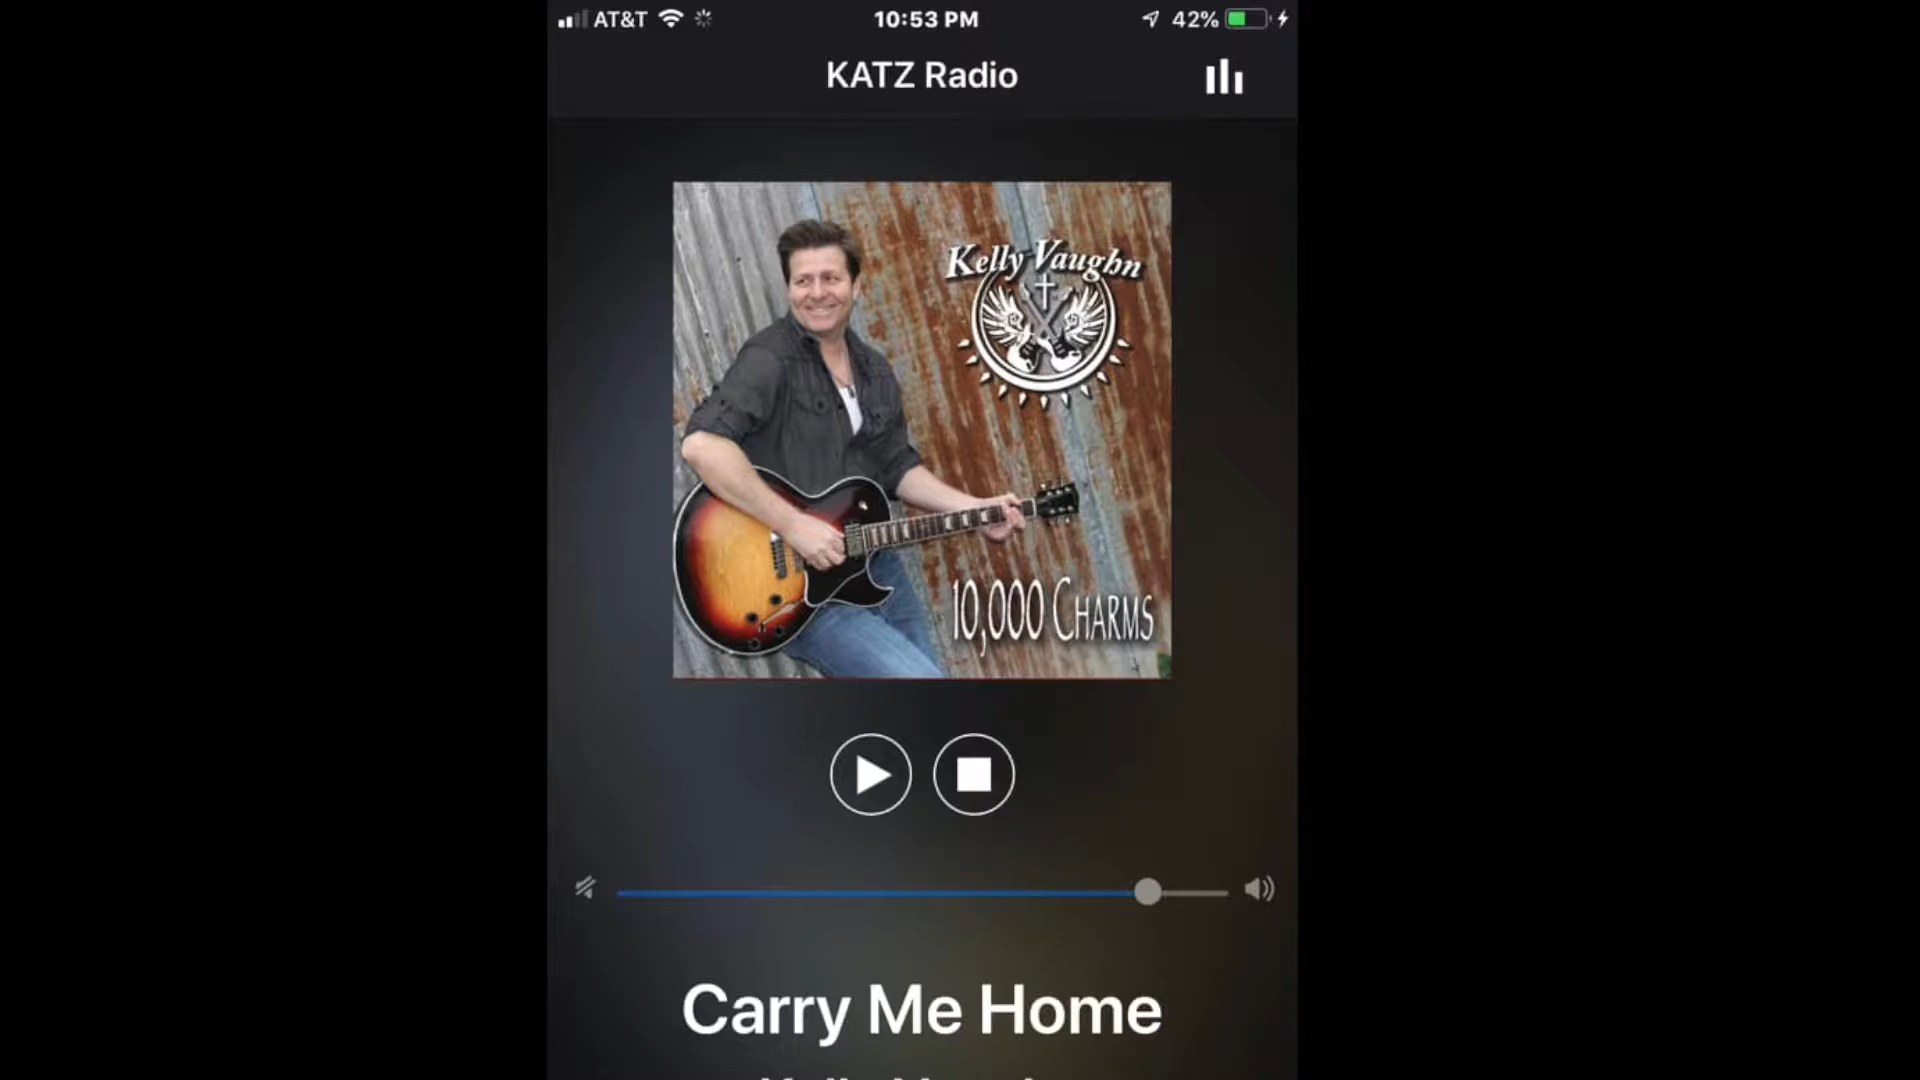 AT&T 10:53 PM 42%
KATZ Radio
Kelly Vaughn
10,000 CHARMS
Carry Me Home